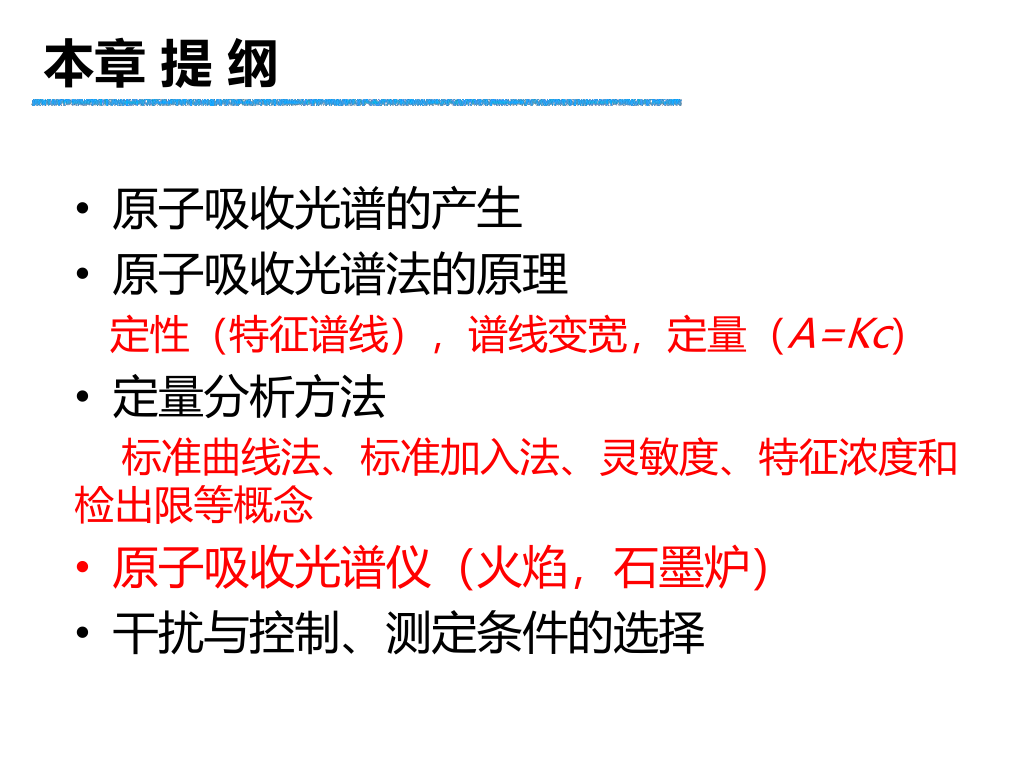 本章 提 纲
• 原子吸收光谱的产生
• 原子吸收光谱法的原理
定性（特征谱线），谱线变宽，定量（A=Kc）
• 定量分析方法
标准曲线法、标准加入法、灵敏度、特征浓度和
检出限等概念
• 原子吸收光谱仪（火焰，石墨炉）
• 干扰与控制、测定条件的选择